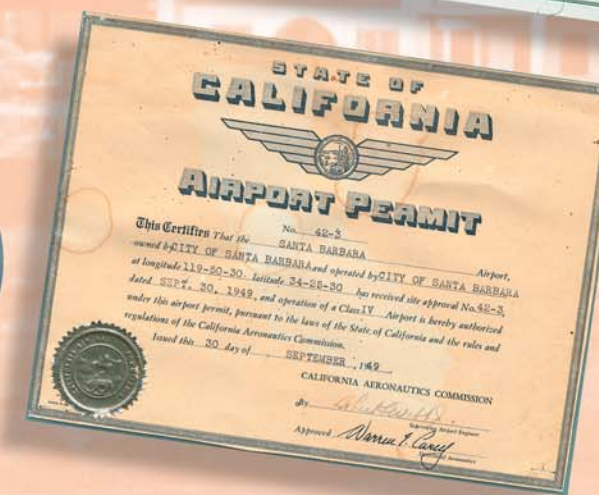 STATE OF
CALIFORNIA
AIRPORT PERMIT
No. 42-3
This Certifies That the SANTA BARBARA Airport,
owned by CITY OF SANTA BARBARA and operated by CITY OF SANTA BARBARA
at longitude 119-50-30. latitude 34-25-30 has received site approval No. 42-3,
dated SEPT. 30, 1949, and operation of a Class IV Airport is hereby authorized
under this airport permit, pursuant to the laws of the State of California and the rules and
regulations of the California Aeronautics Commission.
Issued this 30 day of SEPTEMBER, 1949
CALIFORNIA AERONAUTICS COMMISSION
By
Airport Engineer
Approved Warren E. Carey
of Aeronautics